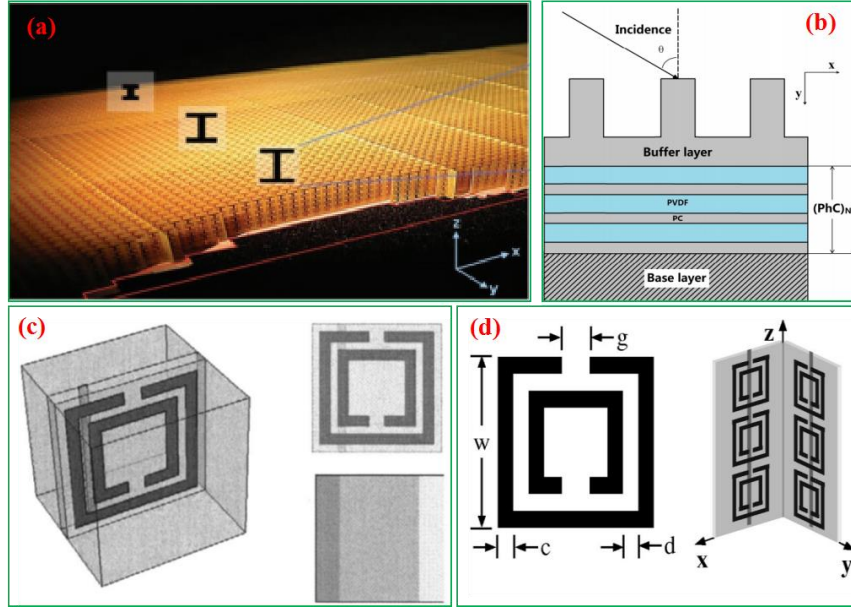 (a)
z
x
y
(b)
Incidence
θ
x
y
Buffer layer
PVDF
PC
(PhC)N
Base layer
(c)
(d)
g
w
c
d
z
x
y